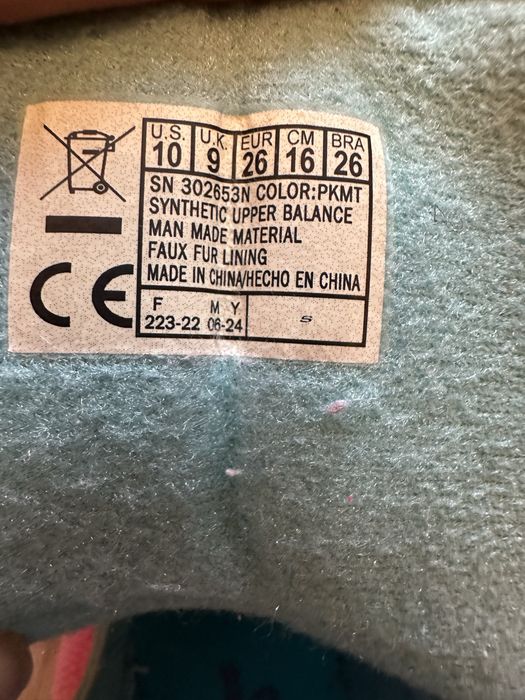 U.S. U.K. EUR CM BRA
10 9 26 16 26
SN 302653N COLOR:PKMT
SYNTHETIC UPPER BALANCE
MAN MADE MATERIAL
FAUX FUR LINING
MADE IN CHINA/HECHO EN CHINA
F M Y
223-22 06-24 S
CE